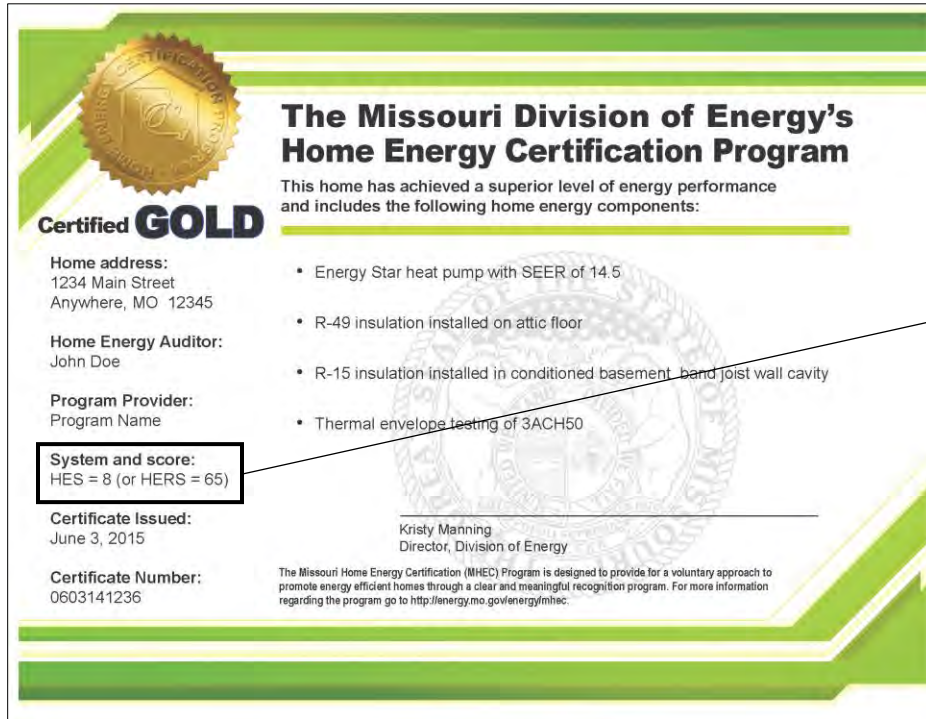 HOME ENERGY CERTIFICATION PROGRAM
The Missouri Division of Energy's
Home Energy Certification Program
This home has achieved a superior level of energy performance
and includes the following home energy components:
Certified GOLD
Home address:
1234 Main Street
Anywhere, MO 12345
Home Energy Auditor:
John Doe
Program Provider:
Program Name
System and score:
HES = 8 (or HERS = 65)
Certificate Issued:
June 3, 2015
Certificate Number:
0603141236
• Energy Star heat pump with SEER of 14.5
• R-49 insulation installed on attic floor
• R-15 insulation installed in conditioned basement band joist wall cavity
• Thermal envelope testing of 3ACH50
Kristy Manning
Director, Division of Energy
The Missouri Home Energy Certification (MHEC) Program is designed to provide for a voluntary approach to
promote energy efficient homes through a clear and meaningful recognition program. For more information
regarding the program go to http://energy.mo.gov/energy/mhec.